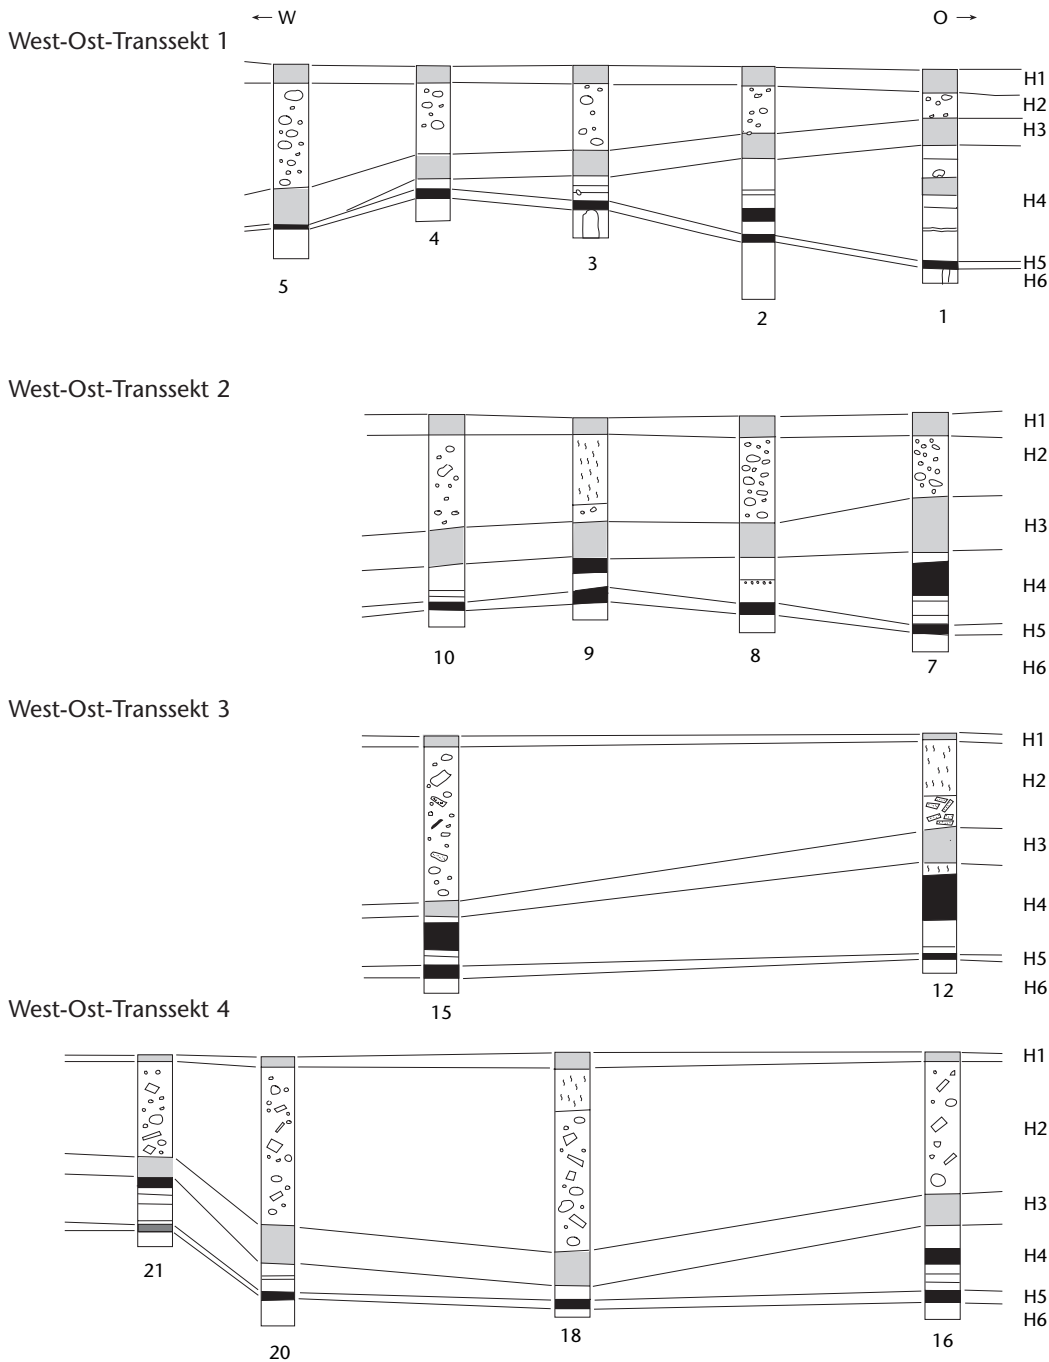 ← W O →
West-Ost-Transsekt 1
H1
H2
H3
H4
H5
H6
5 4 3 2 1
West-Ost-Transsekt 2
H1
H2
H3
H4
H5
H6
10 9 8 7
West-Ost-Transsekt 3
H1
H2
H3
H4
H5
H6
15 12
West-Ost-Transsekt 4
H1
H2
H3
H4
H5
H6
21 20 18 16